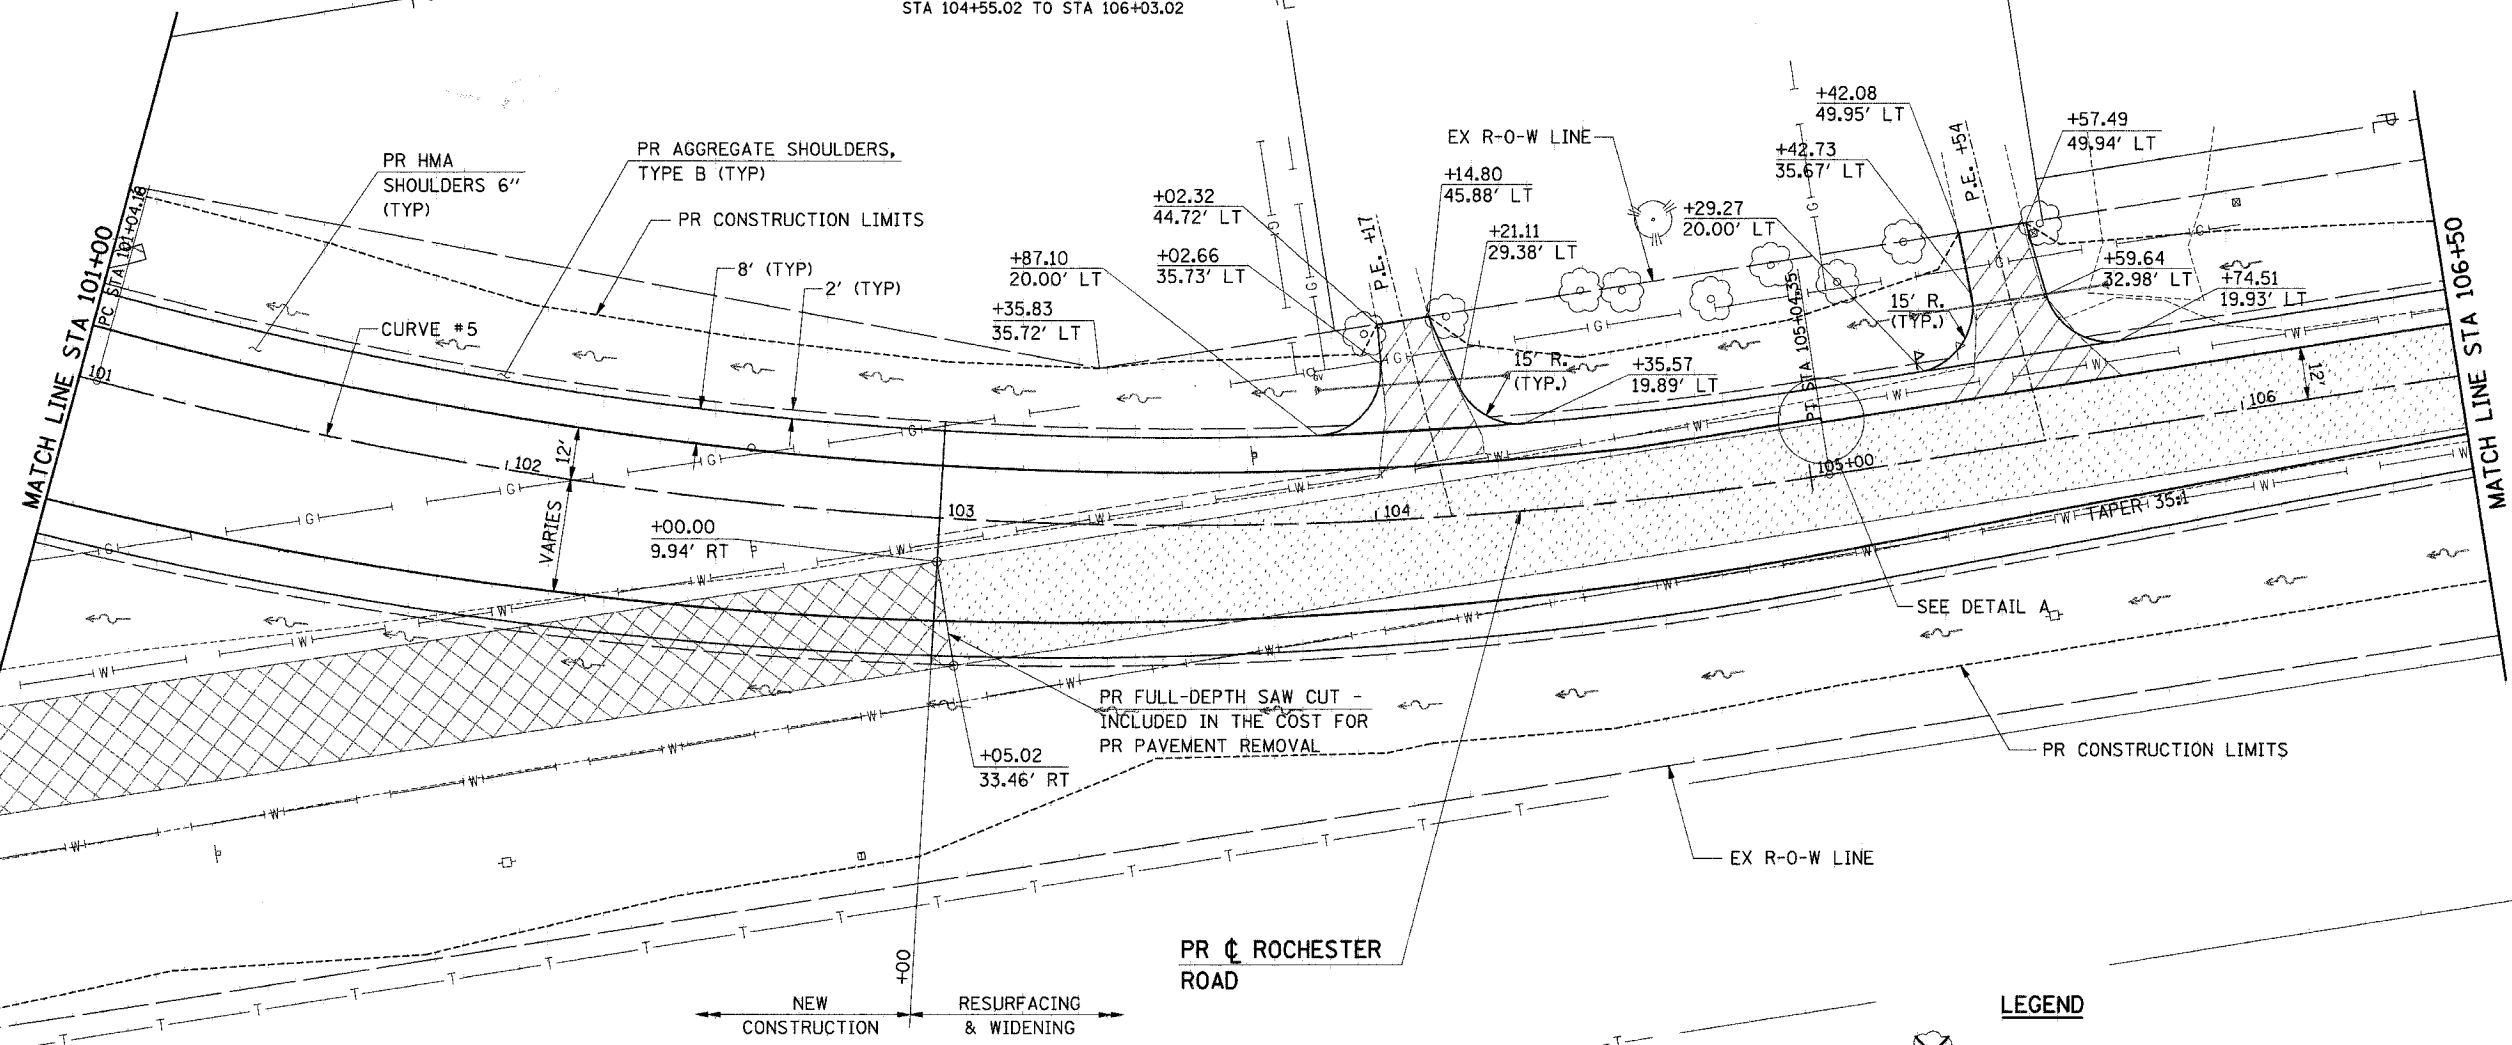 STA 104+55.02 TO STA 106+03.02
MATCH LINE STA 101+00
PC STA 101+04.18
PR HMA
SHOULDERS 6"
(TYP)
PR AGGREGATE SHOULDERS,
TYPE B (TYP)
PR CONSTRUCTION LIMITS
8' (TYP)
2' (TYP)
CURVE #5
+87.10
20.00' LT
+35.83
35.72' LT
+02.32
44.72' LT
+02.66
35.73' LT
P.E. +17
EX R-O-W LINE
+14.80
45.88' LT
+21.11
29.38' LT
15' R.
(TYP.)
+35.57
19.89' LT
+29.27
20.00' LT
+42.73
35.67' LT
+42.08
49.95' LT
P.E. +54
+57.49
49.94' LT
+59.64
32.98' LT
+74.51
19.93' LT
15' R.
(TYP.)
PT STA 105+04.35
MATCH LINE STA 106+50
101
102
103
104
105+00
106
12'
12'
VARIES
+00.00
9.94' RT
TAPER 35:1
SEE DETAIL A
PR FULL-DEPTH SAW CUT -
INCLUDED IN THE COST FOR
PR PAVEMENT REMOVAL
+05.02
33.46' RT
PR CONSTRUCTION LIMITS
EX R-O-W LINE
PR ℄ ROCHESTER
ROAD
+00
NEW
CONSTRUCTION
RESURFACING
& WIDENING
LEGEND